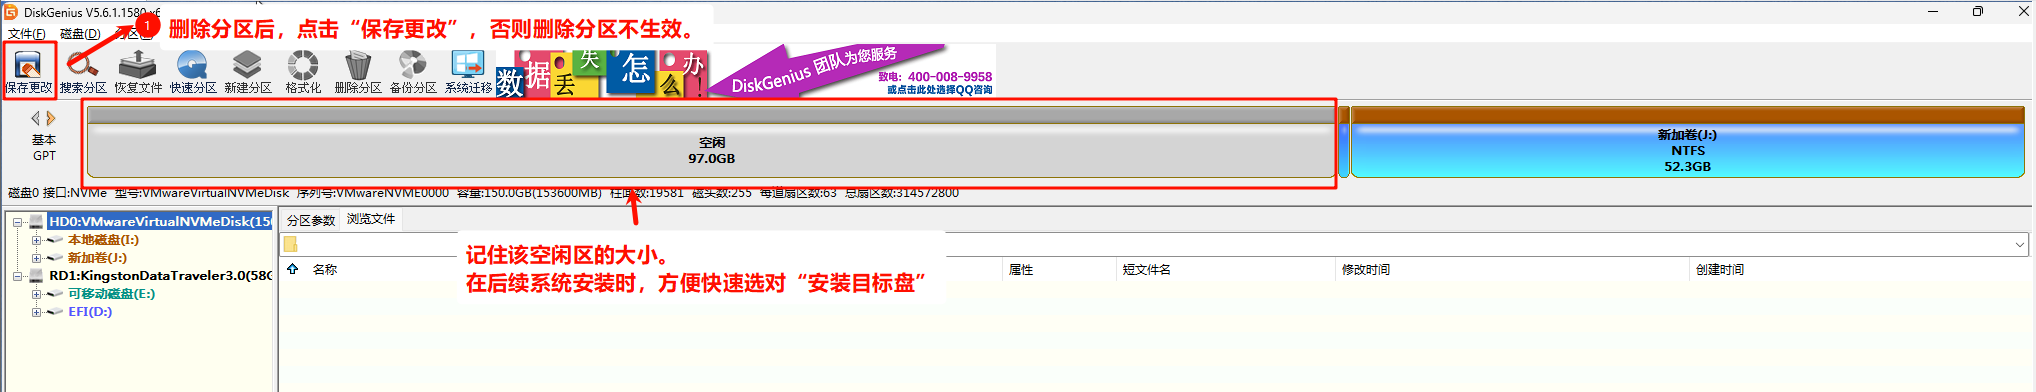 DiskGenius V5.6.1.1580 x6
1 删除分区后，点击“保存更改”，否则删除分区不生效。
文件(F) 磁盘(D)
保存更改 搜索分区 恢复文件 快速分区 新建分区 格式化 删除分区 备份分区 系统迁移
数据丢失怎么办！
DiskGenius 团队为您服务
致电：400-008-9958
或点击此处选择QQ咨询
基本
GPT
空闲
97.0GB
新加卷(J:)
NTFS
52.3GB
磁盘0 接口:NVMe 型号:VMwareVirtualNVMeDisk 序列号:VMwareNVME0000 容量:150.0GB(153600MB) 柱面数:19581 磁头数:255 每道扇区数:63 总扇区数:314572800
HD0:VMwareVirtualNVMeDisk(150
本地磁盘(I:)
新加卷(J:)
RD1:KingstonDataTraveler3.0(58G
可移动磁盘(E:)
EFI(D:)
分区参数 浏览文件
记住该空闲区的大小。
在后续系统安装时，方便快速选对“安装目标盘”
名称 属性 短文件名 修改时间 创建时间